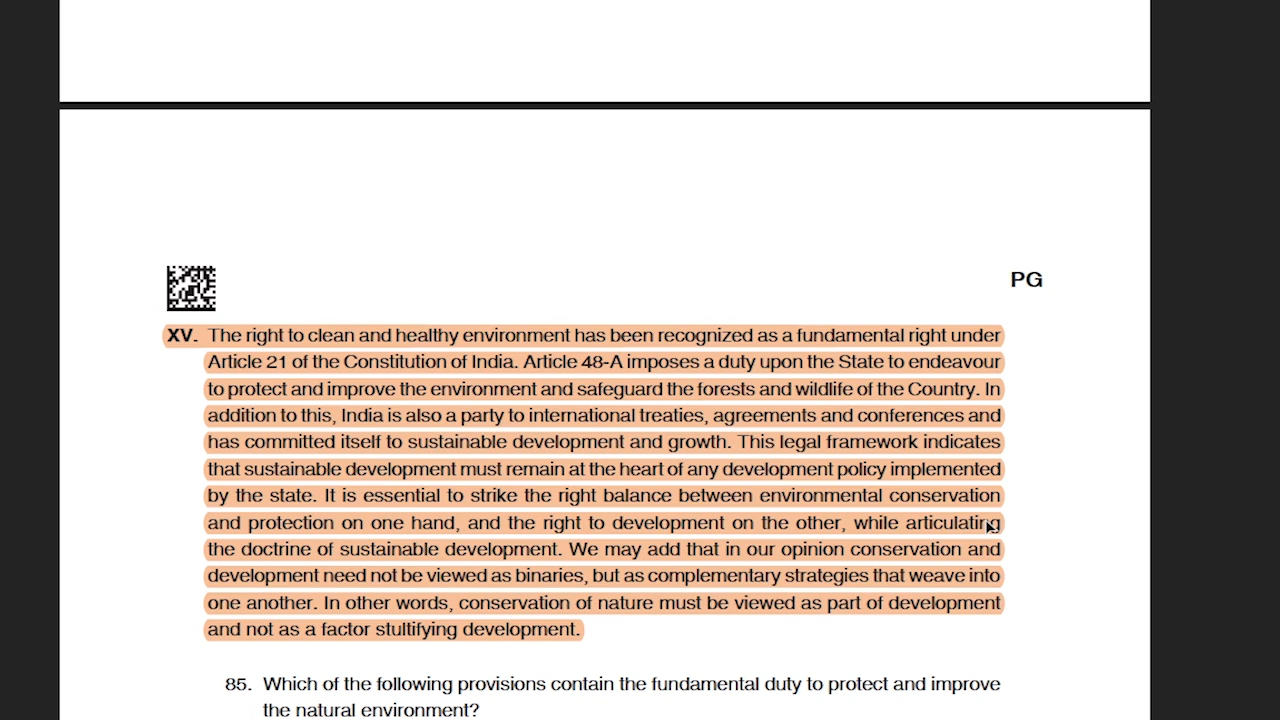 PG
XV. The right to clean and healthy environment has been recognized as a fundamental right under
Article 21 of the Constitution of India. Article 48-A imposes a duty upon the State to endeavour
to protect and improve the environment and safeguard the forests and wildlife of the Country. In
addition to this, India is also a party to international treaties, agreements and conferences and
has committed itself to sustainable development and growth. This legal framework indicates
that sustainable development must remain at the heart of any development policy implemented
by the state. It is essential to strike the right balance between environmental conservation
and protection on one hand, and the right to development on the other, while articulating
the doctrine of sustainable development. We may add that in our opinion conservation and
development need not be viewed as binaries, but as complementary strategies that weave into
one another. In other words, conservation of nature must be viewed as part of development
and not as a factor stultifying development.
85. Which of the following provisions contain the fundamental duty to protect and improve
the natural environment?